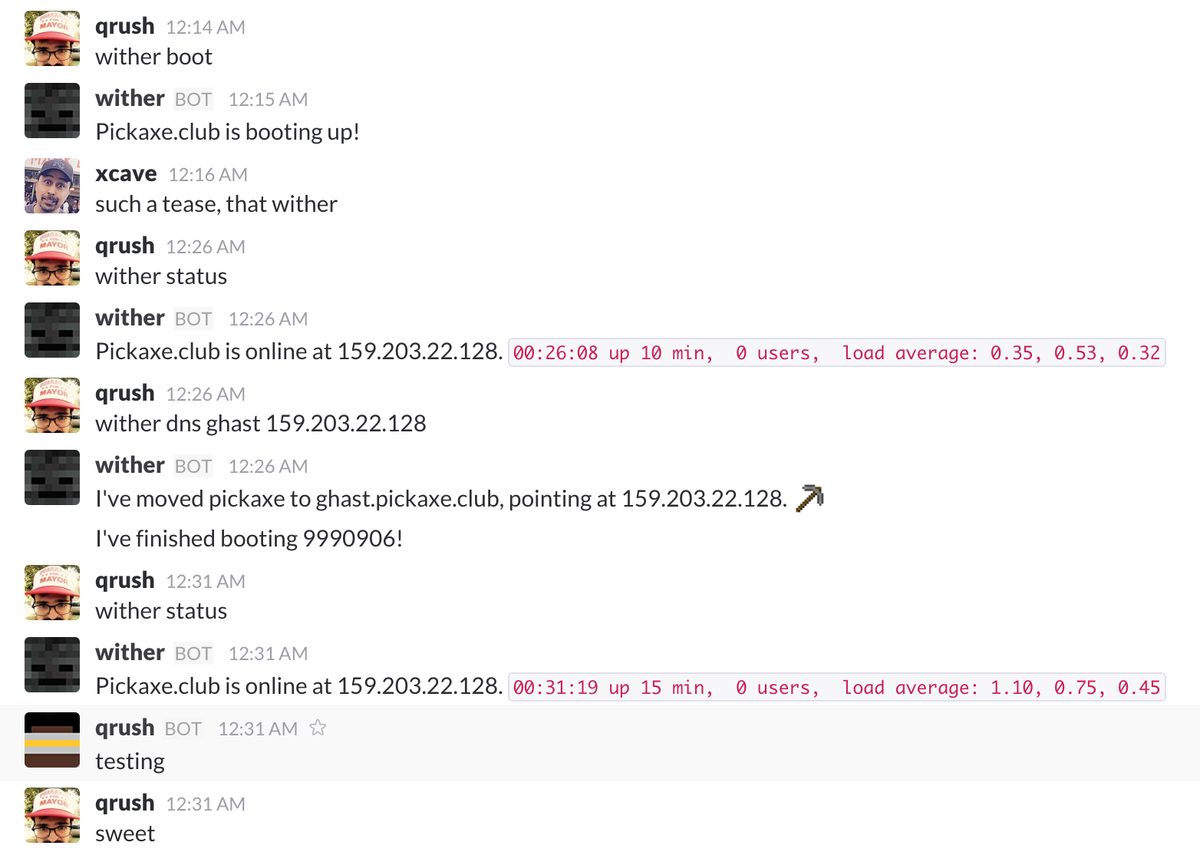 qrush 12:14 AM
wither boot
wither BOT 12:15 AM
Pickaxe.club is booting up!
xcave 12:16 AM
such a tease, that wither
qrush 12:26 AM
wither status
wither BOT 12:26 AM
Pickaxe.club is online at 159.203.22.128. 00:26:08 up 10 min,  0 users,  load average: 0.35, 0.53, 0.32
qrush 12:26 AM
wither dns ghast 159.203.22.128
wither BOT 12:26 AM
I've moved pickaxe to ghast.pickaxe.club, pointing at 159.203.22.128.
I've finished booting 9990906!
qrush 12:31 AM
wither status
wither BOT 12:31 AM
Pickaxe.club is online at 159.203.22.128. 00:31:19 up 15 min,  0 users,  load average: 1.10, 0.75, 0.45
qrush BOT 12:31 AM
testing
qrush 12:31 AM
sweet